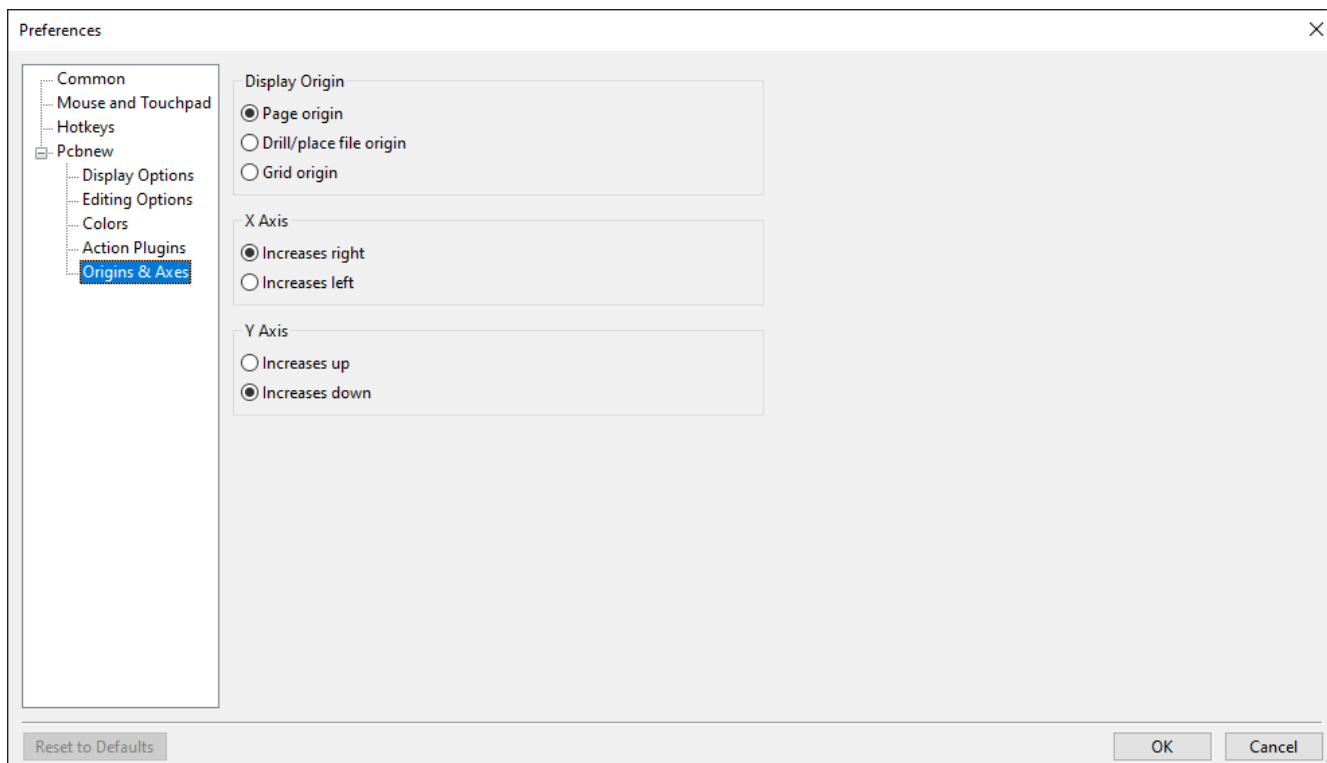 Preferences
Common
Mouse and Touchpad
Hotkeys
Pcbnew
Display Options
Editing Options
Colors
Action Plugins
Origins & Axes
Display Origin
Page origin
Drill/place file origin
Grid origin
X Axis
Increases right
Increases left
Y Axis
Increases up
Increases down
Reset to Defaults
OK
Cancel